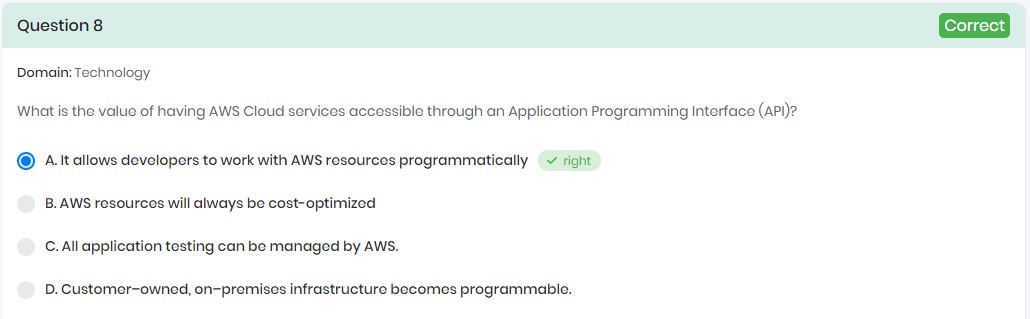 Question 8
Correct
Domain: Technology
What is the value of having AWS Cloud services accessible through an Application Programming Interface (API)?
A. It allows developers to work with AWS resources programmatically
right
B. AWS resources will always be cost-optimized
C. All application testing can be managed by AWS.
D. Customer–owned, on–premises infrastructure becomes programmable.